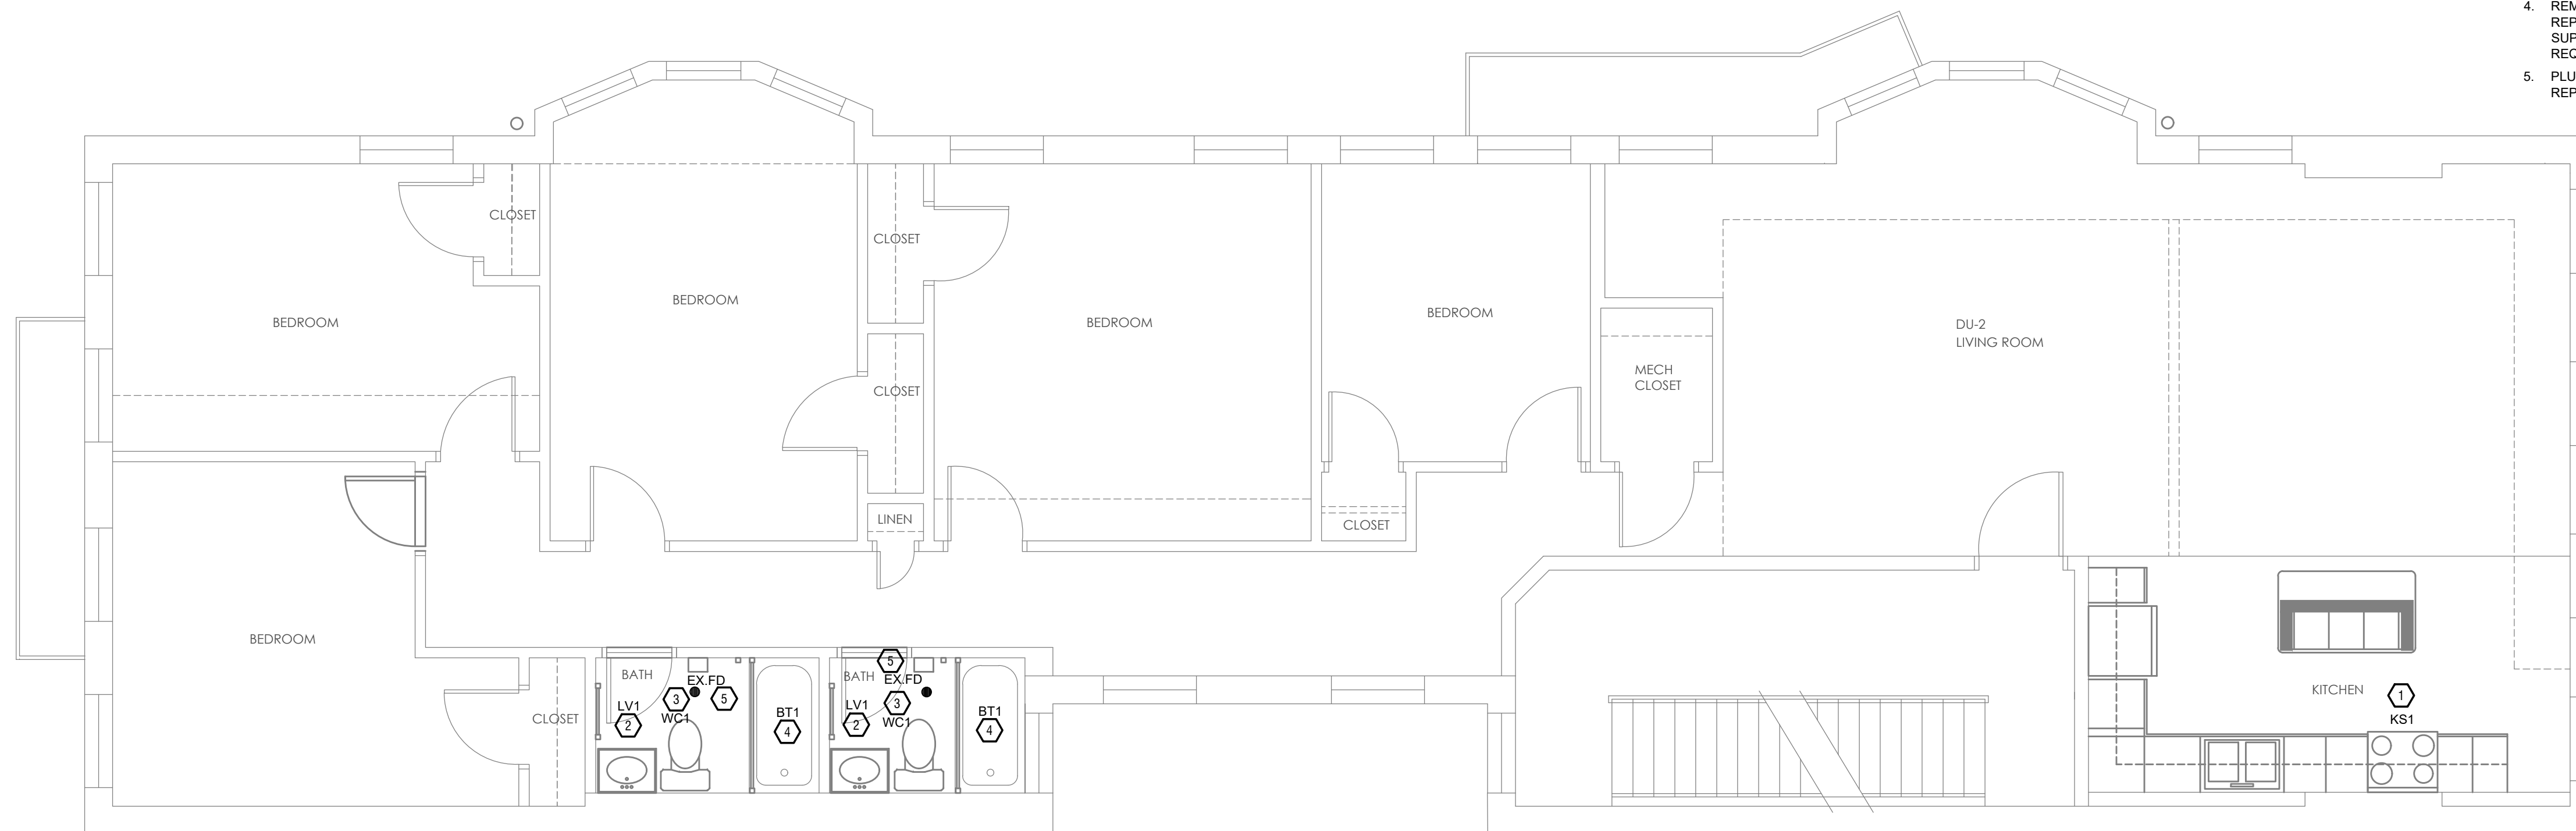 4. REM
REP
SUP
REQ
5. PLU
REP
CLOSET
CLOSET
BEDROOM
BEDROOM
BEDROOM
BEDROOM
DU-2
LIVING ROOM
MECH
CLOSET
CLOSET
LINEN
CLOSET
BEDROOM
BATH
EX.FD
3
5
LV1
2
WC1
BT1
4
5
BATH
EX.FD
3
LV1
2
WC1
BT1
4
CLOSET
KITCHEN
1
KS1